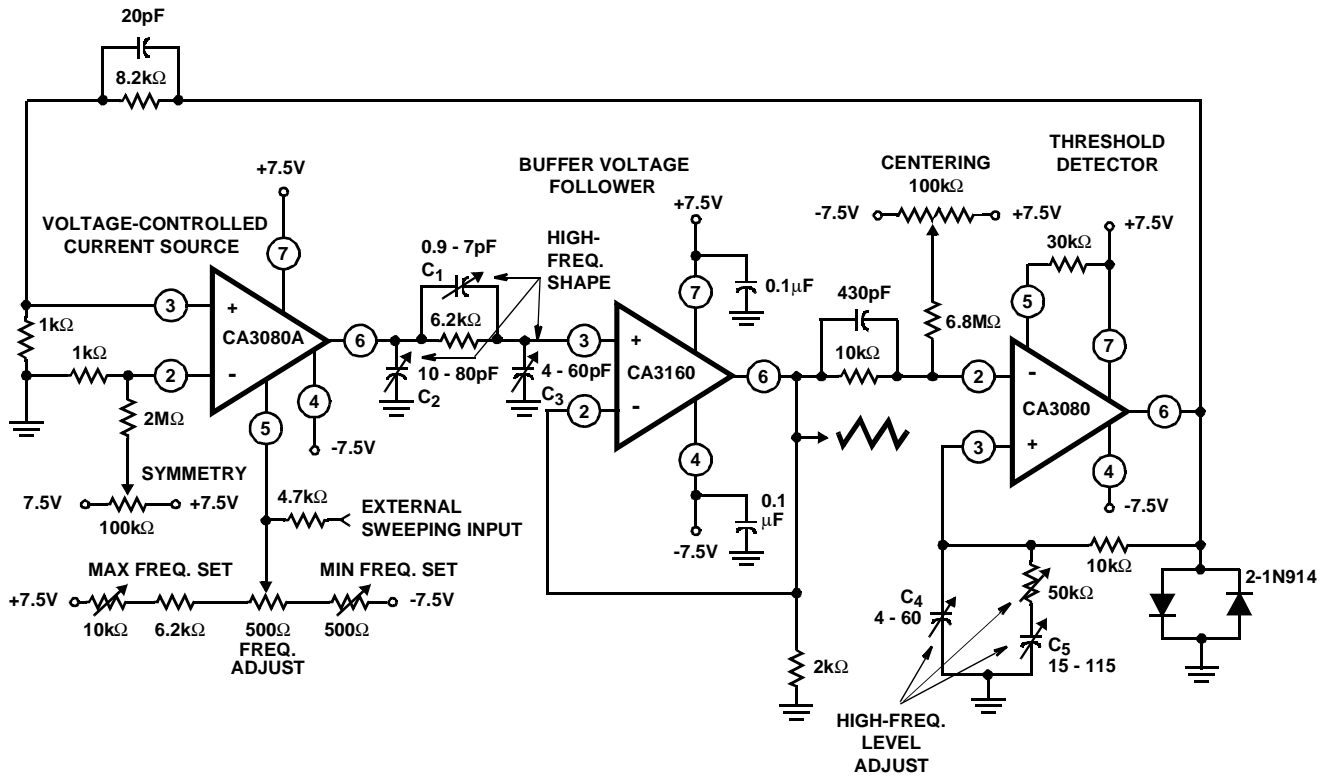 20pF
8.2kΩ
+7.5V
VOLTAGE-CONTROLLED
CURRENT SOURCE
7
3
+
CA3080A
6
1kΩ
1kΩ
2
-
4
5
-7.5V
2MΩ
SYMMETRY
7.5V
+7.5V
100kΩ
4.7kΩ
EXTERNAL
SWEEPING INPUT
MAX FREQ. SET
MIN FREQ. SET
+7.5V
-7.5V
10kΩ
6.2kΩ
500Ω
500Ω
FREQ.
ADJUST
0.9 - 7pF
C1
6.2kΩ
HIGH-
FREQ.
SHAPE
10 - 80pF
C2
4 - 60pF
C3
BUFFER VOLTAGE
FOLLOWER
+7.5V
7
0.1μF
3
+
CA3160
6
2
-
4
0.1
μF
-7.5V
2kΩ
430pF
10kΩ
CENTERING
100kΩ
-7.5V
+7.5V
6.8MΩ
THRESHOLD
DETECTOR
+7.5V
30kΩ
5
7
2
-
CA3080
6
3
+
4
-7.5V
10kΩ
2-1N914
50kΩ
C4
4 - 60
C5
15 - 115
HIGH-FREQ.
LEVEL
ADJUST